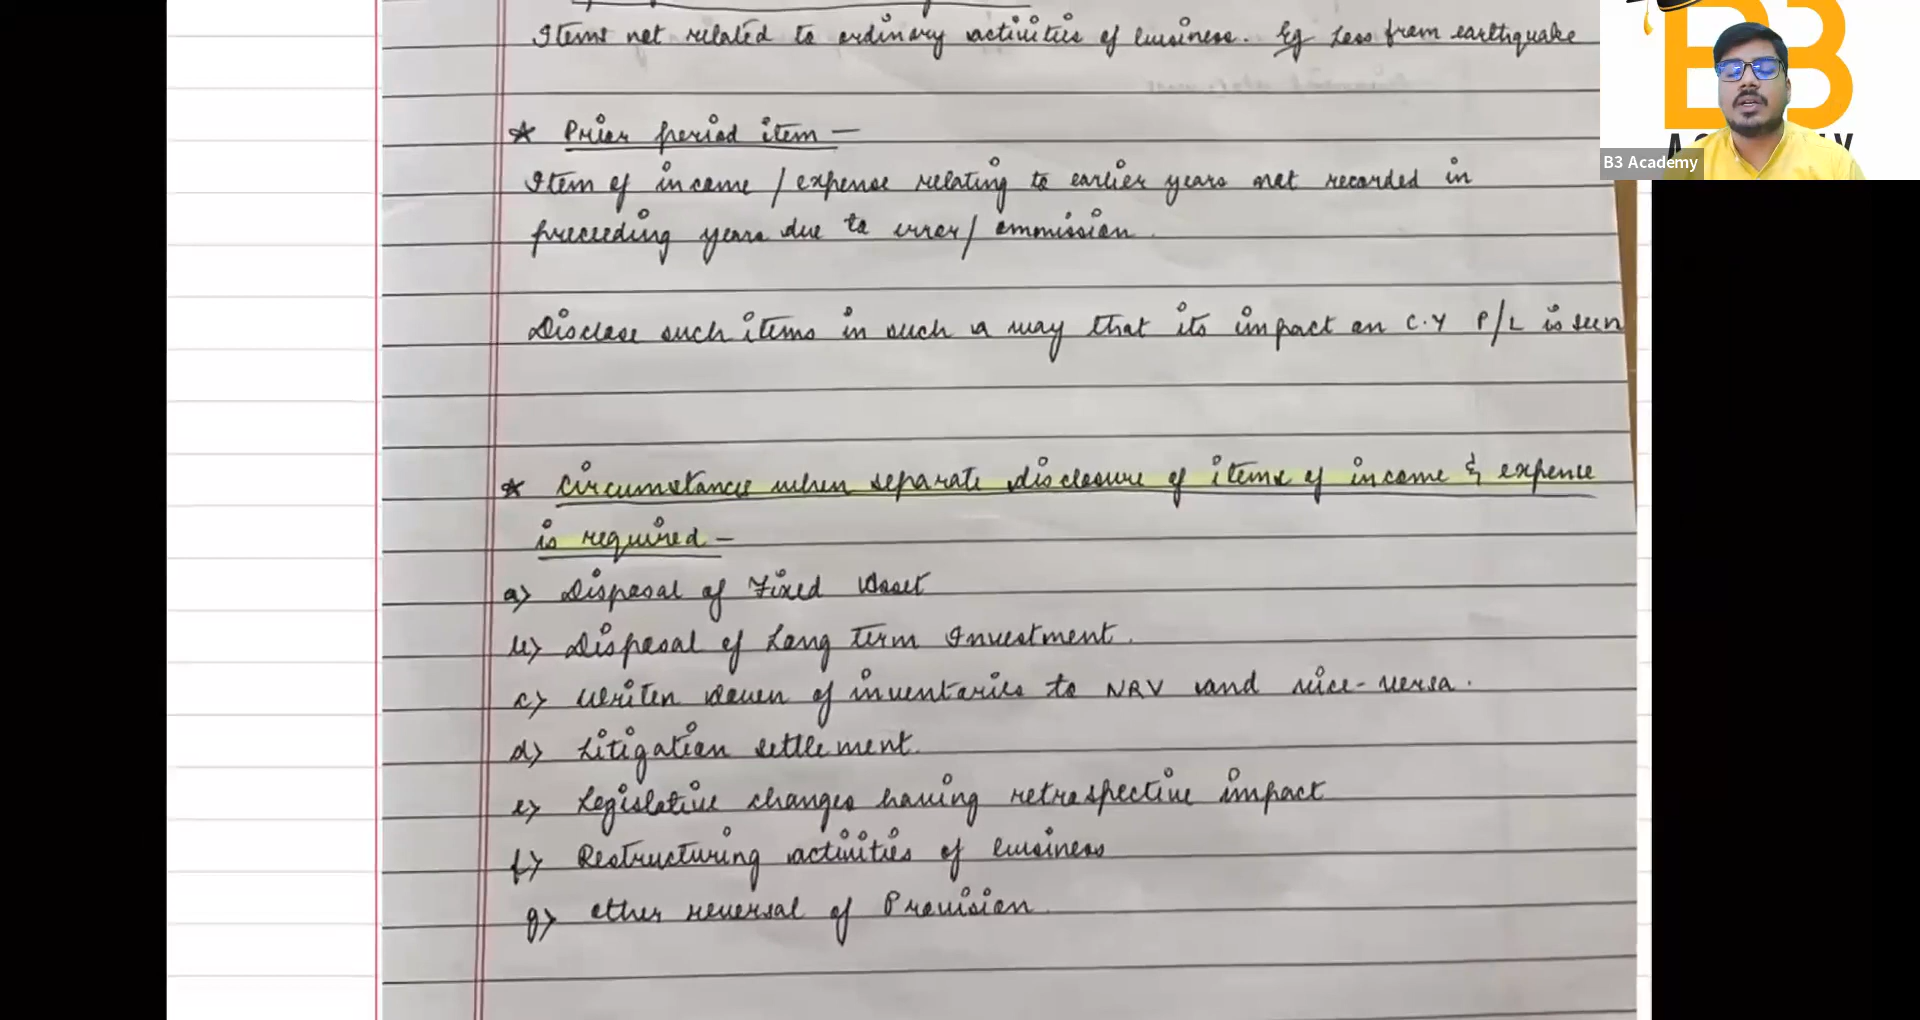 Items not related to ordinary activities of business. Eg Loss from earthquake
* Prior period item –
Item of income / expense relating to earlier years not recorded in
preceeding years due to error/ ommission.
Disclose such items in such a way that its impact on C.Y P/L is seen
* Circumstances when separate disclosure of items of income & expence
is required –
a) Disposal of Fixed Asset
b) Disposal of Long term Investment.
c) Writen down of inventories to NRV and vice-versa.
d) Litigation settlement.
e) Legislative changes having retrospective impact
f) Restructuring activities of business
g) other reversal of Provision.
B3
B3 Academy